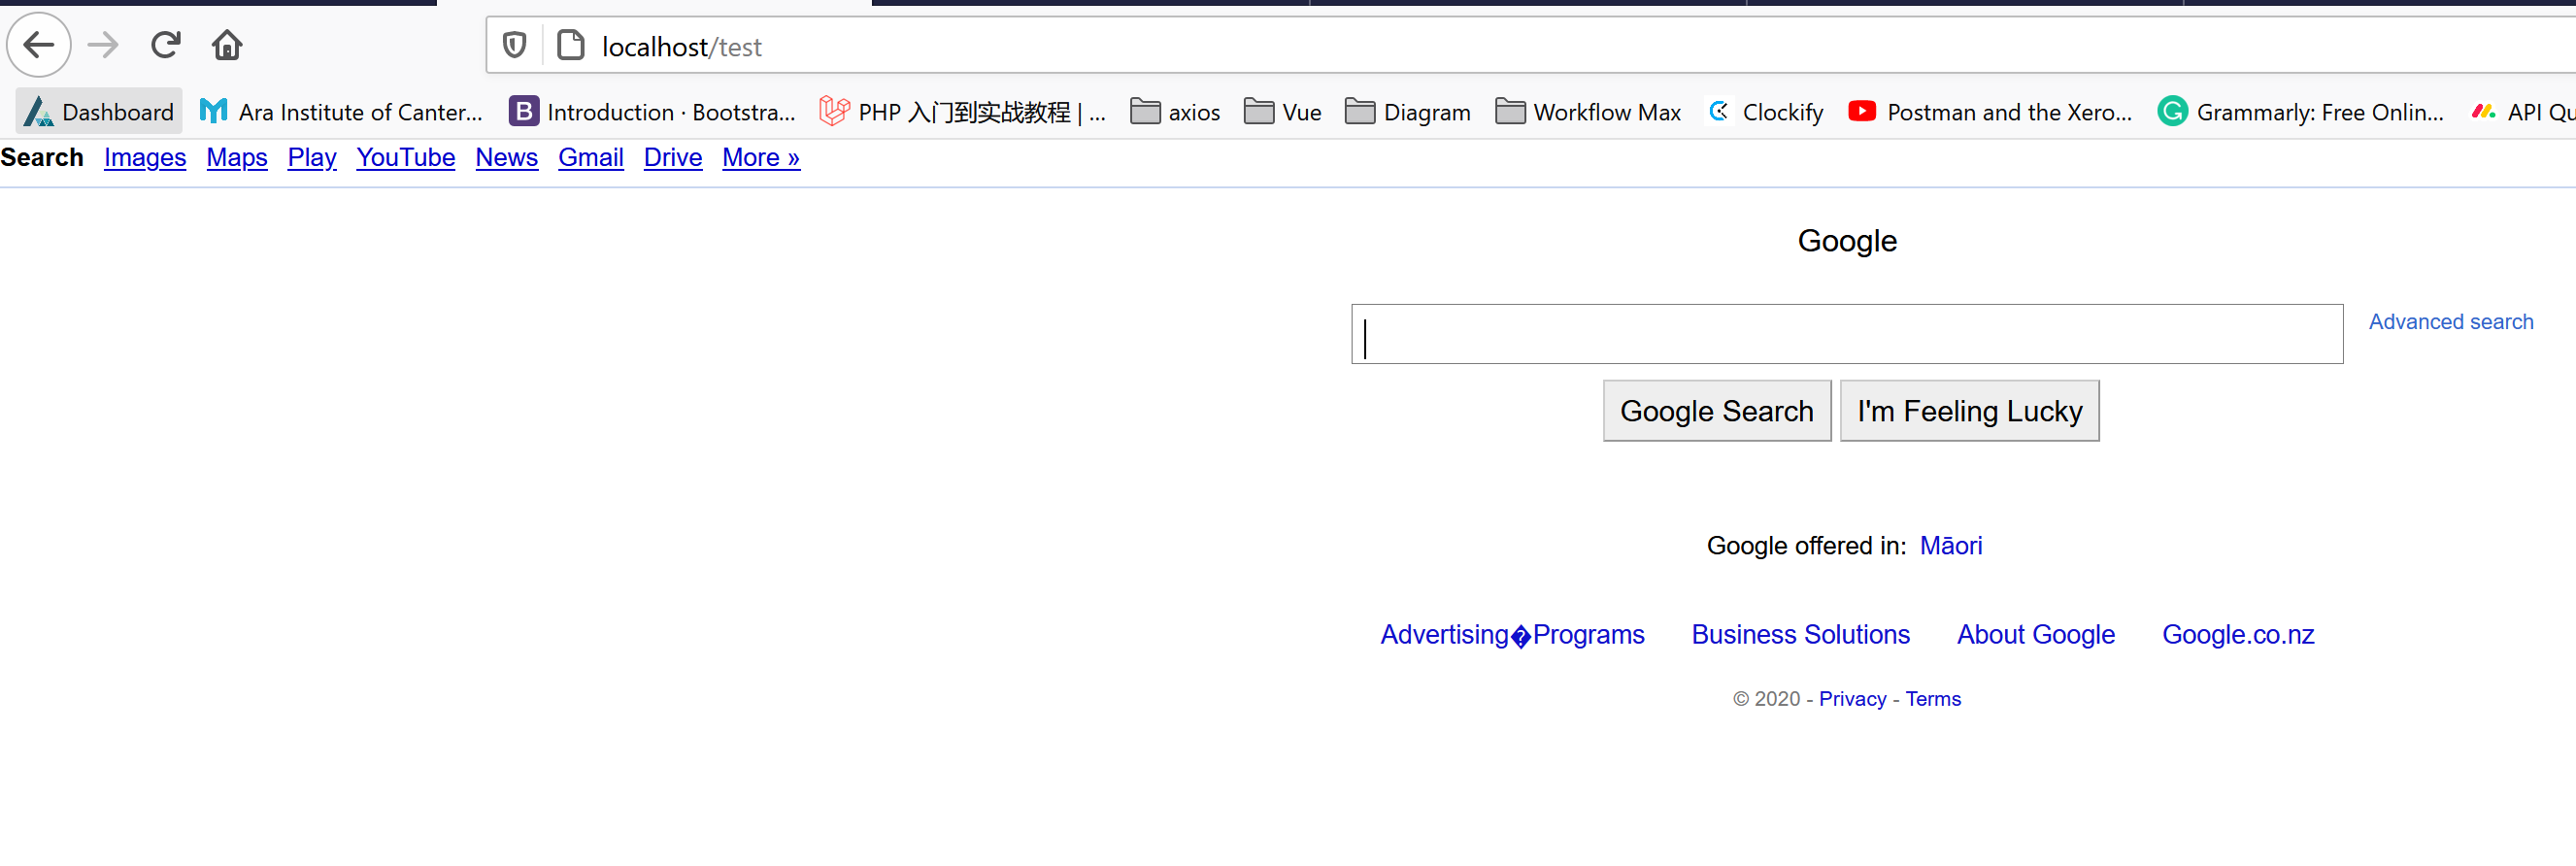 localhost/test
Dashboard Ara Institute of Canter... B Introduction · Bootstra... PHP 入门到实战教程 | ... axios Vue Diagram Workflow Max Clockify Postman and the Xero... Grammarly: Free Onlin... API Qu
Search Images Maps Play YouTube News Gmail Drive More »
Google
Advanced search
Google Search I'm Feeling Lucky
Google offered in: Māori
Advertising�Programs Business Solutions About Google Google.co.nz
© 2020 - Privacy - Terms